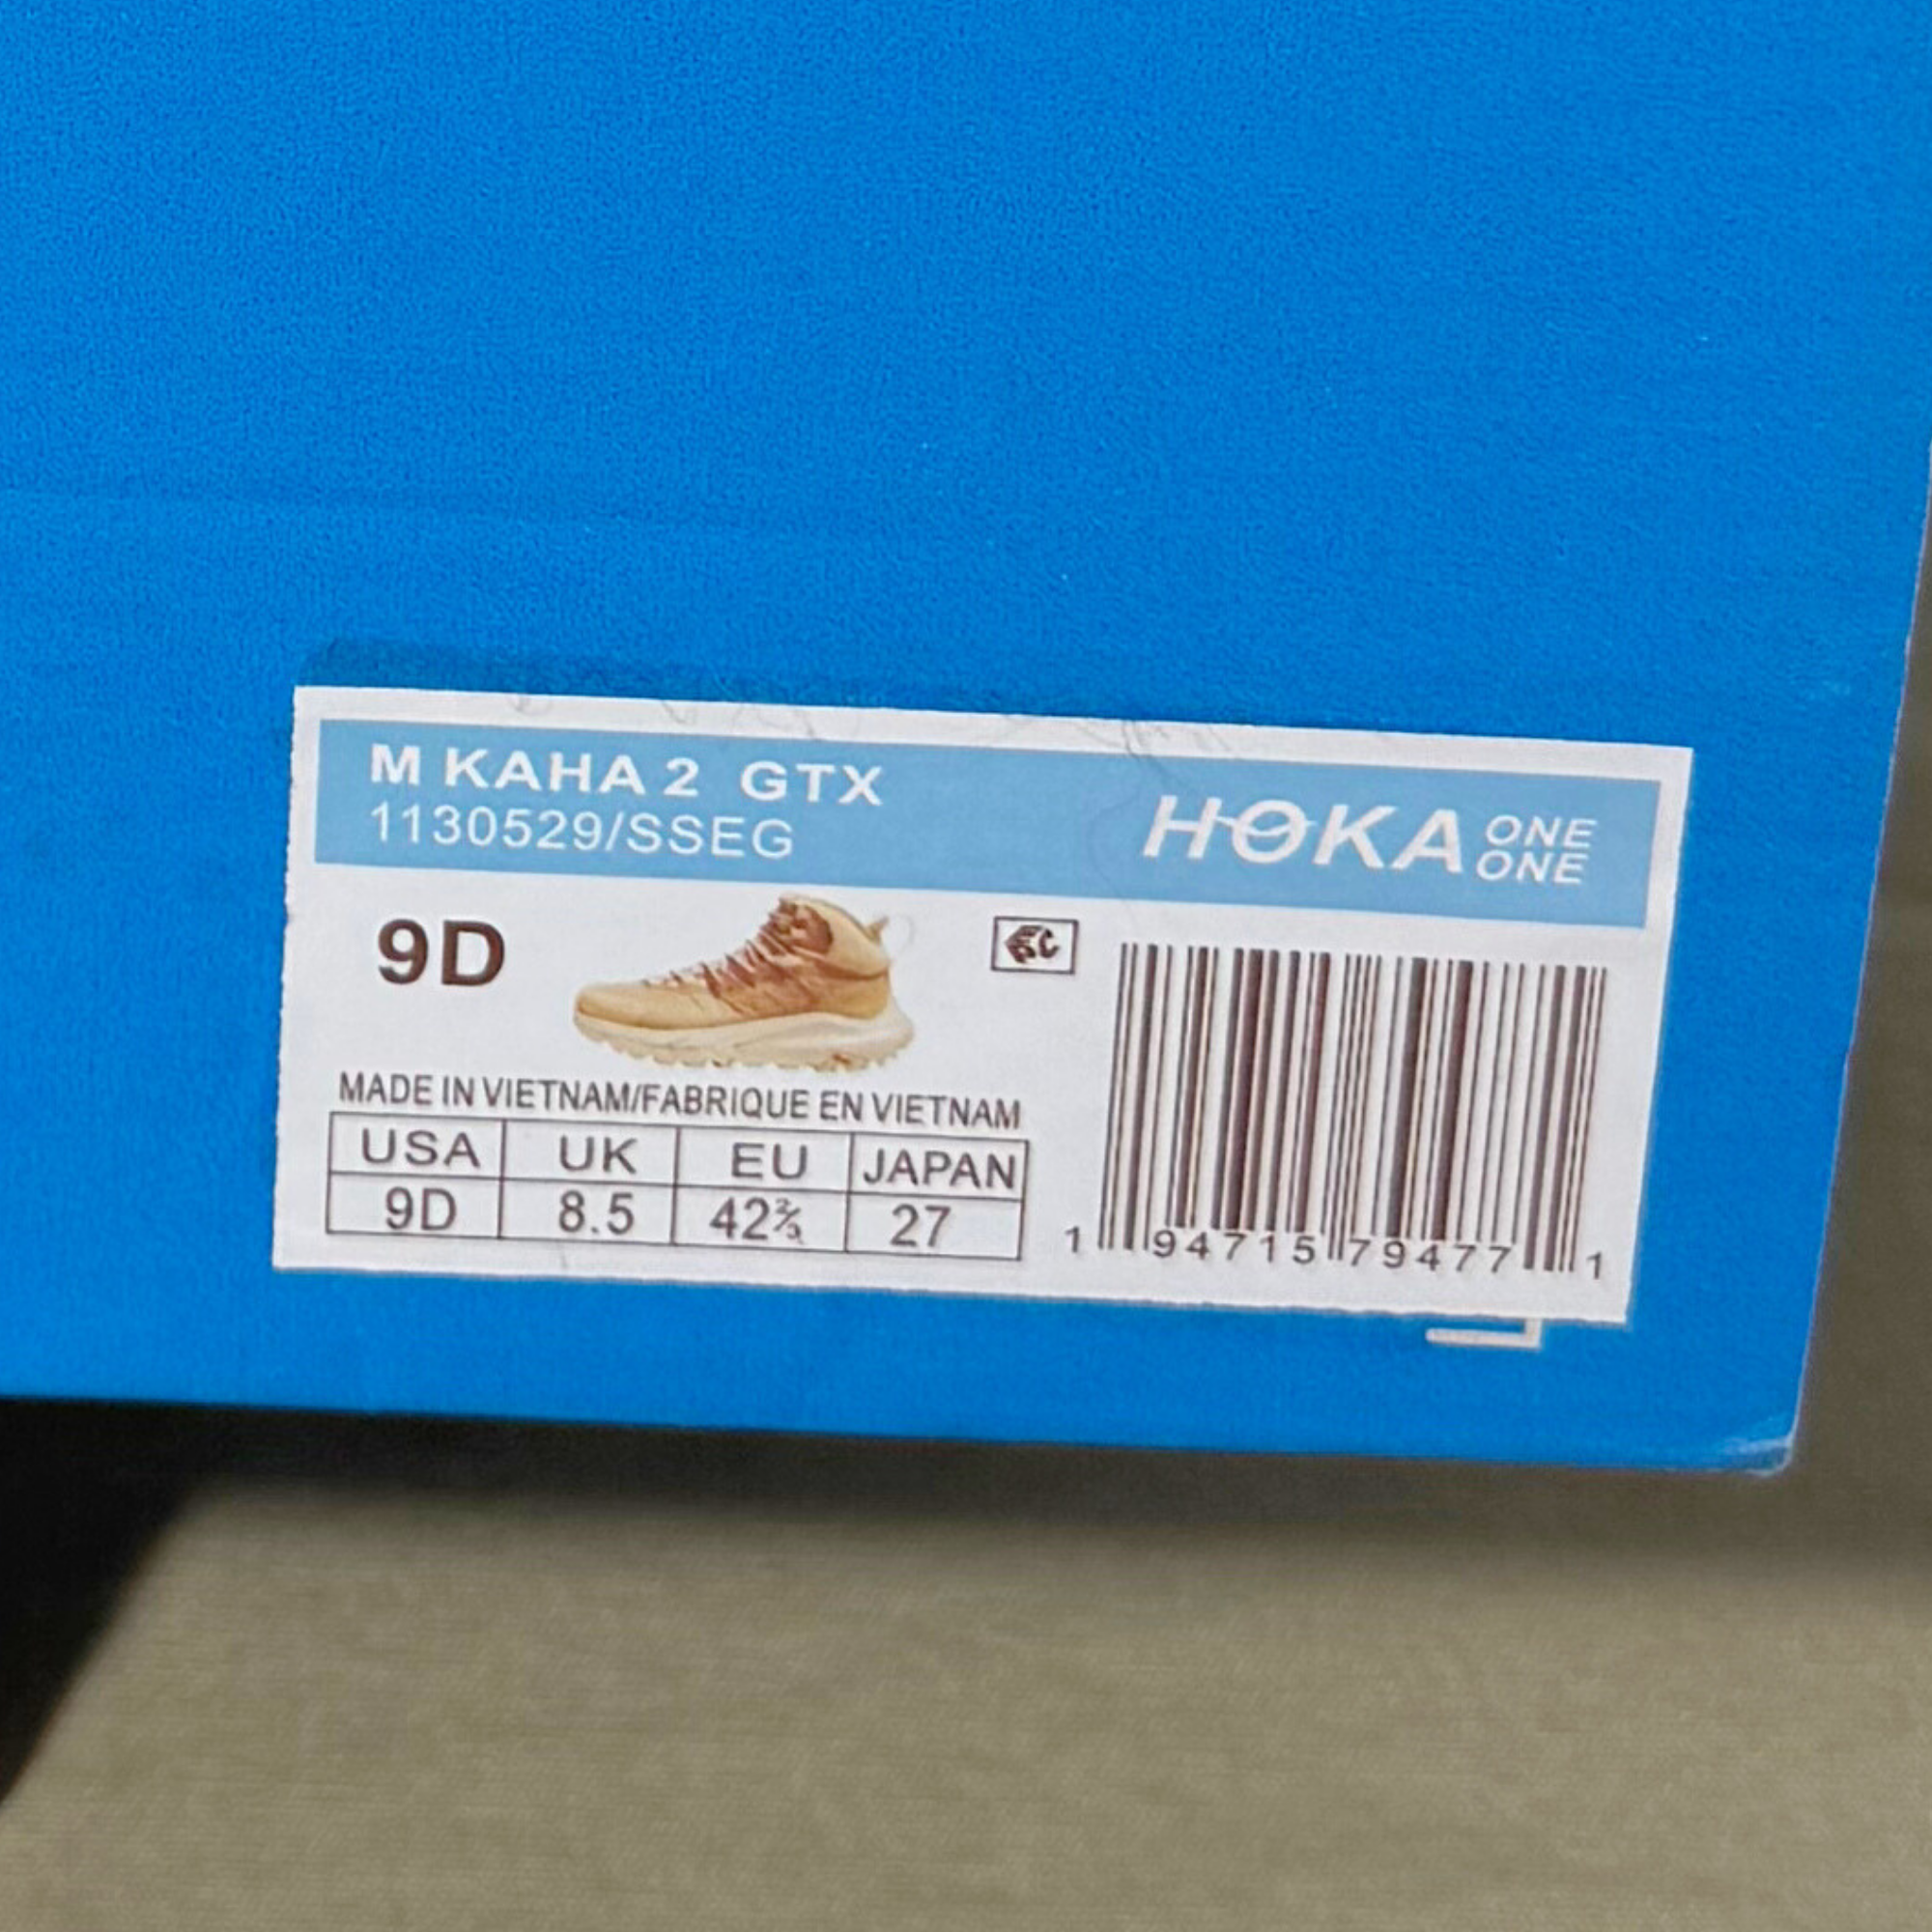 M KAHA 2 GTX
1130529/SSEG
HOKA ONE ONE
9D
MADE IN VIETNAM/FABRIQUE EN VIETNAM
USA UK EU JAPAN
9D 8.5 42⅔ 27
1 94715 79477 1